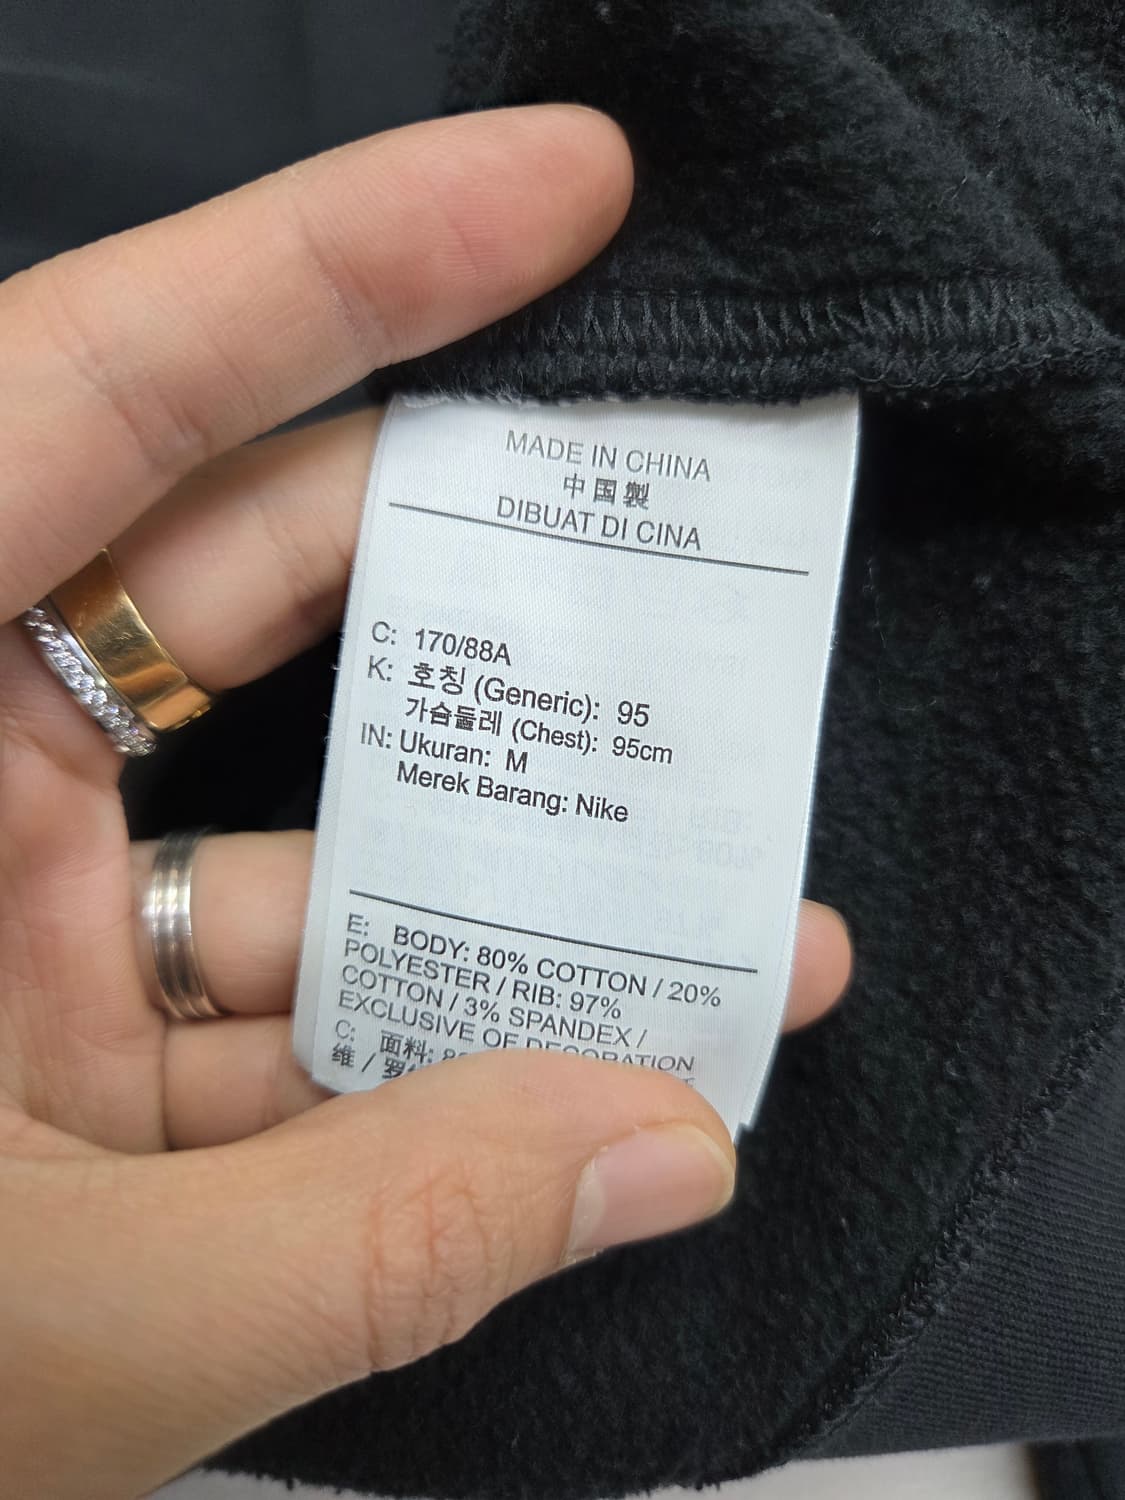 MADE IN CHINA
中国製
DIBUAT DI CINA
C: 170/88A
K: 호칭 (Generic): 95
가슴둘레 (Chest): 95cm
IN: Ukuran: M
Merek Barang: Nike
E: BODY: 80% COTTON / 20%
POLYESTER / RIB: 97%
COTTON / 3% SPANDEX /
EXCLUSIVE OF DECORATION
C: 面料:
维 / 罗